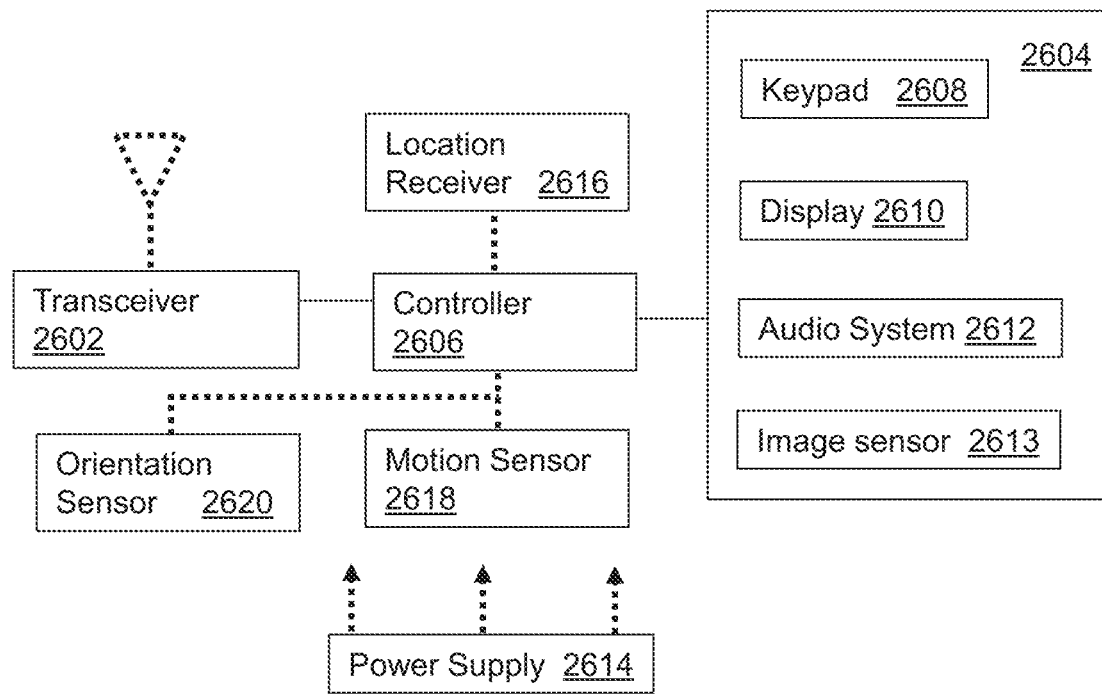 2604
Keypad 2608
Location
Receiver 2616
Display 2610
Transceiver
2602
Controller
2606
Audio System 2612
Image sensor 2613
Orientation
Sensor 2620
Motion Sensor
2618
Power Supply 2614